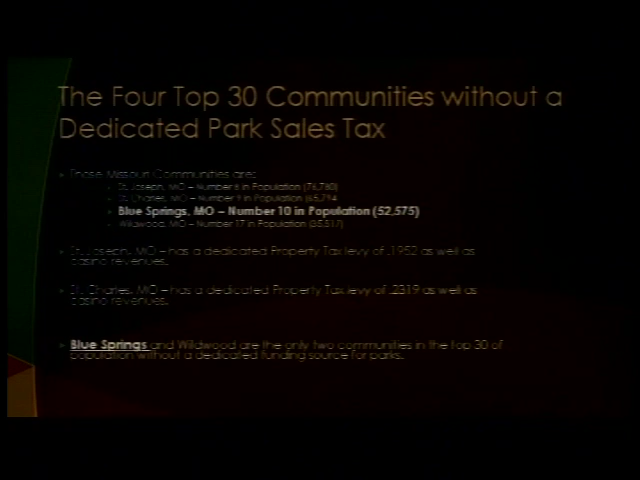 The Four Top 30 Communities without a
Dedicated Park Sales Tax
Those Missouri Communities are:
St. Joseph, MO – Number 8 in Population (76,780)
St. Charles, MO – Number 9 in Population (65,794
Blue Springs, MO – Number 10 in Population (52,575)
Wildwood, MO – Number 17 in Population (35,517)
St. Joseph, MO – has a dedicated Property Tax levy of .1952 as well as
casino revenues.
St. Charles, MO – has a dedicated Property Tax levy of .2319 as well as
casino revenues.
Blue Springs and Wildwood are the only two communities in the top 30 of
population without a dedicated funding source for parks.